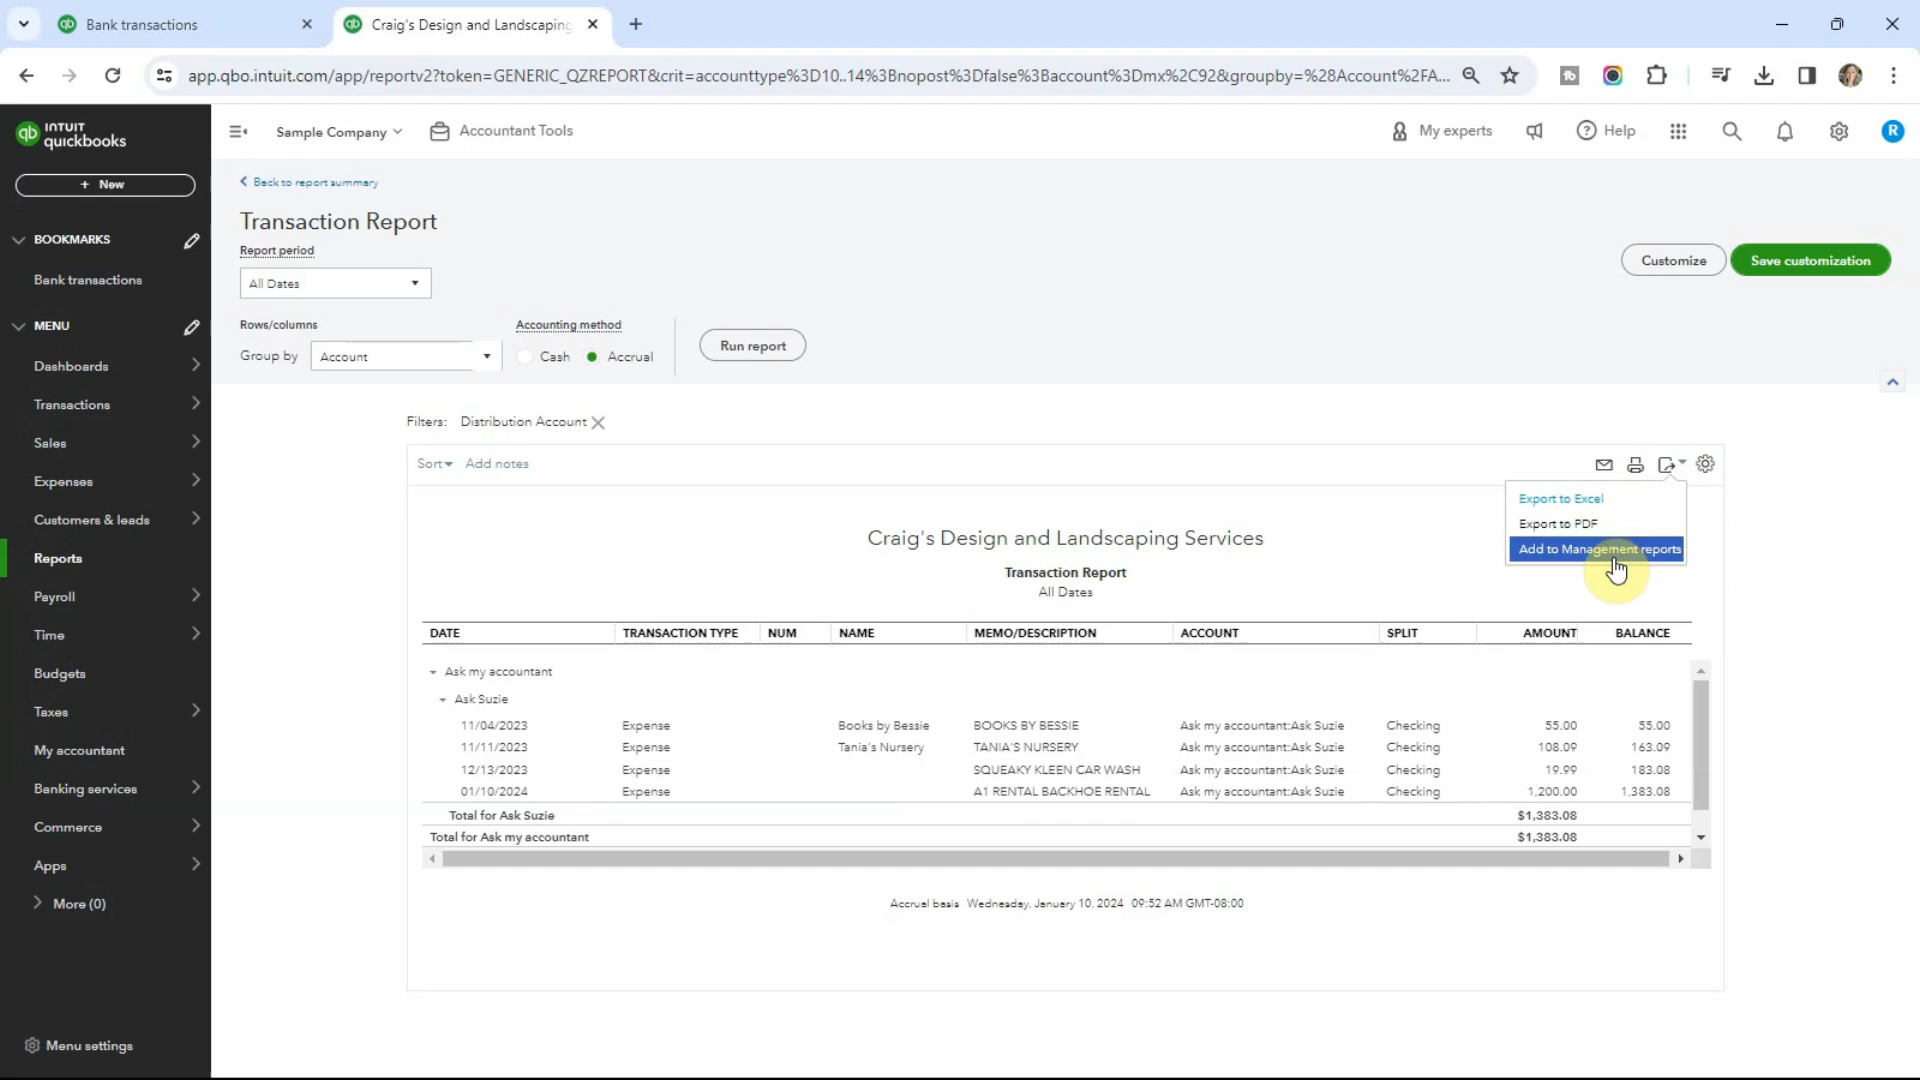 Bank transactions
Craig's Design and Landscaping
app.qbo.intuit.com/app/reportv2?token=GENERIC_QZREPORT&crit=accounttype%3D10..14%3Bnopost%3Dfalse%3Baccount%3Dmx%2C92&groupby=%28Account%2FA...
INTUIT
quickbooks
Sample Company
Accountant Tools
My experts
Help
R
+ New
Back to report summary
Transaction Report
Report period
All Dates
Customize
Save customization
BOOKMARKS
Bank transactions
MENU
Rows/columns
Accounting method
Group by
Account
Cash
Accrual
Run report
Dashboards
Transactions
Sales
Expenses
Customers & leads
Reports
Payroll
Time
Budgets
Taxes
My accountant
Banking services
Commerce
Apps
More (0)
Menu settings
Filters: Distribution Account
Sort Add notes
Export to Excel
Export to PDF
Add to Management reports
Craig's Design and Landscaping Services
Transaction Report
All Dates
DATE TRANSACTION TYPE NUM NAME MEMO/DESCRIPTION ACCOUNT SPLIT AMOUNT BALANCE
Ask my accountant
Ask Suzie
11/04/2023 Expense Books by Bessie BOOKS BY BESSIE Ask my accountant:Ask Suzie Checking 55.00 55.00
11/11/2023 Expense Tania's Nursery TANIA'S NURSERY Ask my accountant:Ask Suzie Checking 108.09 163.09
12/13/2023 Expense SQUEAKY KLEEN CAR WASH Ask my accountant:Ask Suzie Checking 19.99 183.08
01/10/2024 Expense A1 RENTAL BACKHOE RENTAL Ask my accountant:Ask Suzie Checking 1,200.00 1,383.08
Total for Ask Suzie $1,383.08
Total for Ask my accountant $1,383.08
Accrual basis Wednesday, January 10, 2024 09:52 AM GMT-08:00